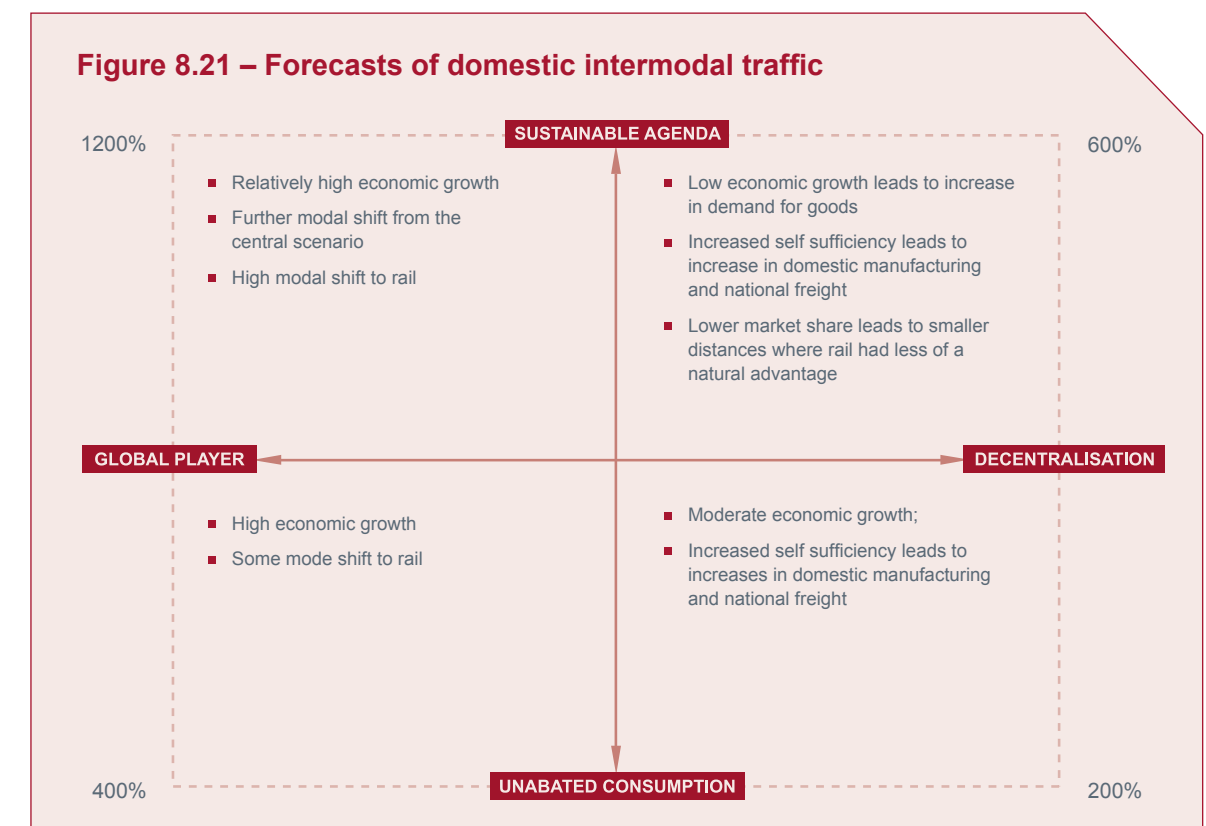 Figure 8.21 – Forecasts of domestic intermodal traffic
SUSTAINABLE AGENDA
1200%
600%
Relatively high economic growth
Further modal shift from the
central scenario
High modal shift to rail
Low economic growth leads to increase
in demand for goods
Increased self sufficiency leads to
increase in domestic manufacturing
and national freight
Lower market share leads to smaller
distances where rail had less of a
natural advantage
GLOBAL PLAYER
DECENTRALISATION
High economic growth
Some mode shift to rail
Moderate economic growth;
Increased self sufficiency leads to
increases in domestic manufacturing
and national freight
400%
UNABATED CONSUMPTION
200%